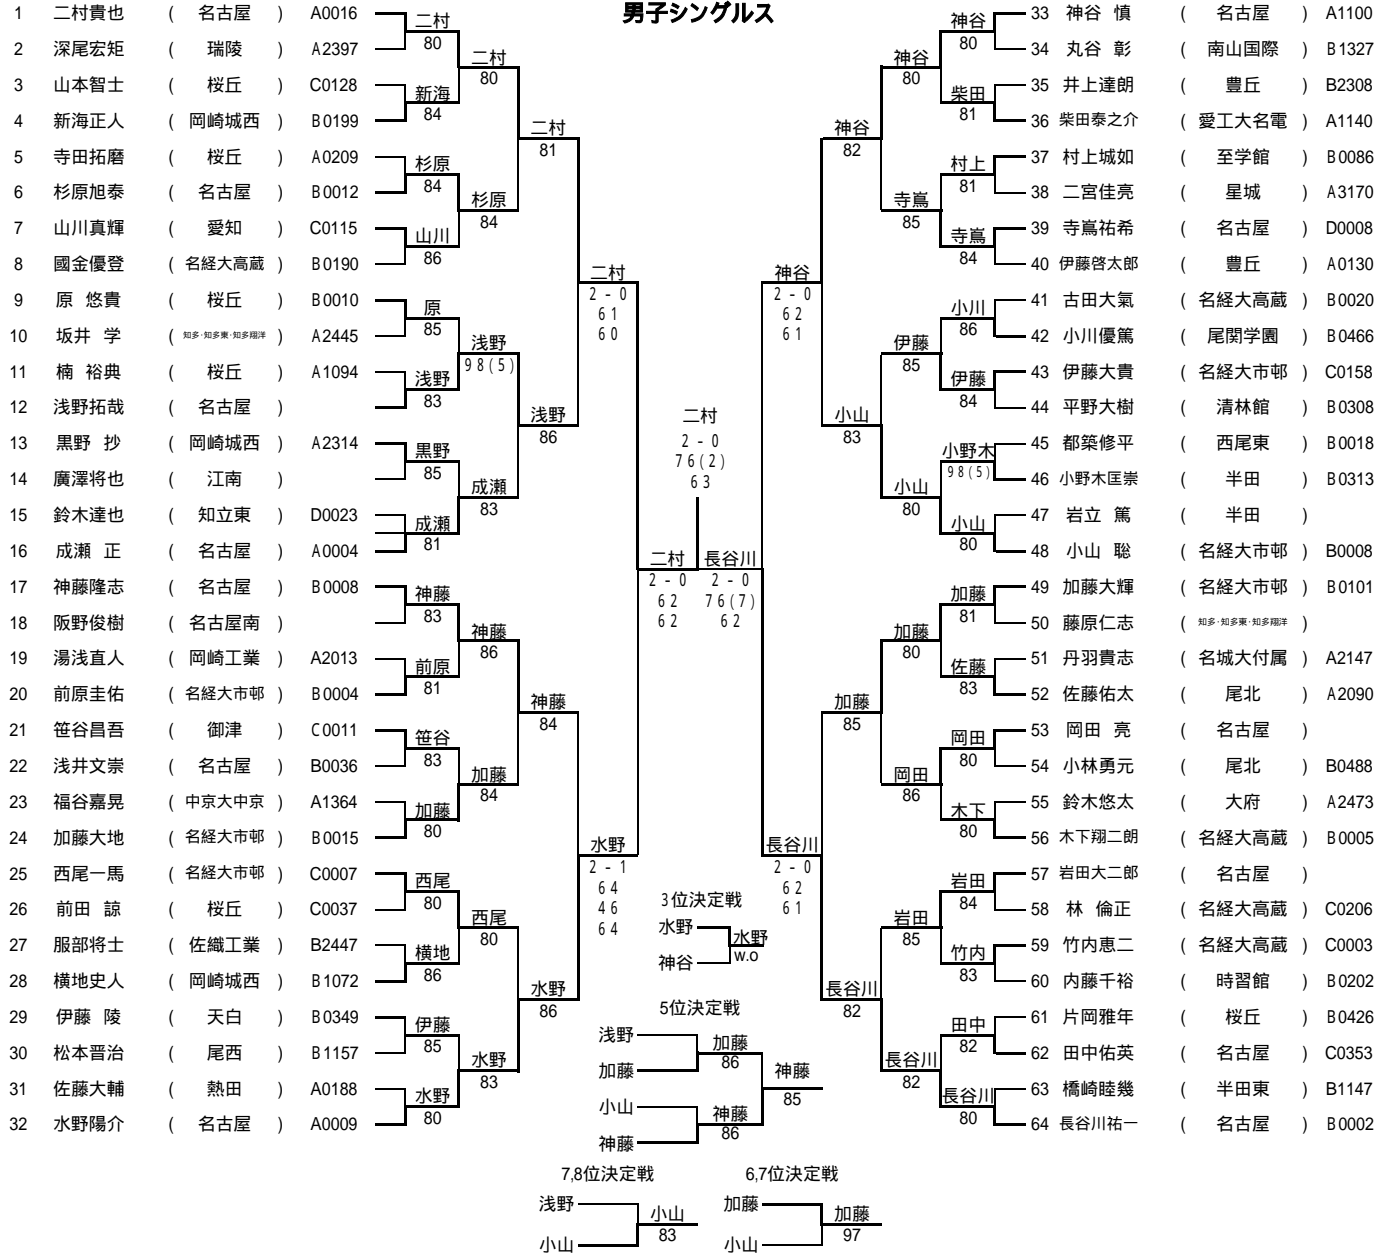 男子シングルス
1 二村貴也 ( 名古屋 ) A0016
2 深尾宏矩 ( 瑞陵 ) A2397
3 山本智士 ( 桜丘 ) C0128
4 新海正人 ( 岡崎城西 ) B0199
5 寺田拓磨 ( 桜丘 ) A0209
6 杉原旭泰 ( 名古屋 ) B0012
7 山川真輝 ( 愛知 ) C0115
8 國金優登 ( 名経大高蔵 ) B0190
9 原 悠貴 ( 桜丘 ) B0010
10 坂井 学 ( 知多・知多東・知多翔洋 ) A2445
11 楠 裕典 ( 桜丘 ) A1094
12 浅野拓哉 ( 名古屋 )
13 黒野 抄 ( 岡崎城西 ) A2314
14 廣澤将也 ( 江南 )
15 鈴木達也 ( 知立東 ) D0023
16 成瀬 正 ( 名古屋 ) A0004
17 神藤隆志 ( 名古屋 ) B0008
18 阪野俊樹 ( 名古屋南 )
19 湯浅直人 ( 岡崎工業 ) A2013
20 前原圭佑 ( 名経大市邨 ) B0004
21 笹谷昌吾 ( 御津 ) C0011
22 浅井文崇 ( 名古屋 ) B0036
23 福谷嘉晃 ( 中京大中京 ) A1364
24 加藤大地 ( 名経大市邨 ) B0015
25 西尾一馬 ( 名経大市邨 ) C0007
26 前田 諒 ( 桜丘 ) C0037
27 服部将士 ( 佐織工業 ) B2447
28 横地史人 ( 岡崎城西 ) B1072
29 伊藤 陵 ( 天白 ) B0349
30 松本晋治 ( 尾西 ) B1157
31 佐藤大輔 ( 熱田 ) A0188
32 水野陽介 ( 名古屋 ) A0009
二村
80
新海
84
杉原
84
山川
86
原
85
浅野
83
黒野
85
成瀬
81
神藤
83
前原
81
笹谷
83
加藤
80
西尾
80
横地
86
伊藤
85
水野
80
二村
80
杉原
84
浅野
98(5)
成瀬
83
神藤
86
加藤
84
西尾
80
水野
83
二村
81
浅野
86
神藤
84
水野
86
二村
2-0
61
60
水野
2-1
64
46
64
二村
2-0
62
62
二村
2-0
76(2)
63
長谷川
2-0
76(7)
62
神谷
2-0
62
61
長谷川
2-0
62
61
神谷
82
小山
83
加藤
85
長谷川
82
神谷
80
寺嶌
85
伊藤
85
小山
80
加藤
80
岡田
86
岩田
85
長谷川
82
神谷
80
柴田
81
村上
81
寺嶌
84
小川
86
伊藤
84
小野木
98(5)
小山
80
加藤
81
佐藤
83
岡田
80
木下
80
岩田
84
竹内
83
田中
82
長谷川
80
33 神谷 慎 ( 名古屋 ) A1100
34 丸谷 彰 ( 南山国際 ) B1327
35 井上達朗 ( 豊丘 ) B2308
36 柴田泰之介 ( 愛工大名電 ) A1140
37 村上城如 ( 至学館 ) B0086
38 二宮佳亮 ( 星城 ) A3170
39 寺嶌祐希 ( 名古屋 ) D0008
40 伊藤啓太郎 ( 豊丘 ) A0130
41 古田大氣 ( 名経大高蔵 ) B0020
42 小川優篤 ( 尾関学園 ) B0466
43 伊藤大貴 ( 名経大市邨 ) C0158
44 平野大樹 ( 清林館 ) B0308
45 都築修平 ( 西尾東 ) B0018
46 小野木匡崇 ( 半田 ) B0313
47 岩立 篤 ( 半田 )
48 小山 聡 ( 名経大市邨 ) B0008
49 加藤大輝 ( 名経大市邨 ) B0101
50 藤原仁志 ( 知多・知多東・知多翔洋 )
51 丹羽貴志 ( 名城大付属 ) A2147
52 佐藤佑太 ( 尾北 ) A2090
53 岡田 亮 ( 名古屋 )
54 小林勇元 ( 尾北 ) B0488
55 鈴木悠太 ( 大府 ) A2473
56 木下翔二朗 ( 名経大高蔵 ) B0005
57 岩田大二郎 ( 名古屋 )
58 林 倫正 ( 名経大高蔵 ) C0206
59 竹内恵二 ( 名経大高蔵 ) C0003
60 内藤千裕 ( 時習館 ) B0202
61 片岡雅年 ( 桜丘 ) B0426
62 田中佑英 ( 名古屋 ) C0353
63 橋崎睦幾 ( 半田東 ) B1147
64 長谷川祐一 ( 名古屋 ) B0002
3位決定戦
水野
神谷
水野
w.o
5位決定戦
浅野
加藤
小山
神藤
加藤
86
神藤
86
神藤
85
7,8位決定戦
浅野
小山
小山
83
6,7位決定戦
加藤
小山
加藤
97